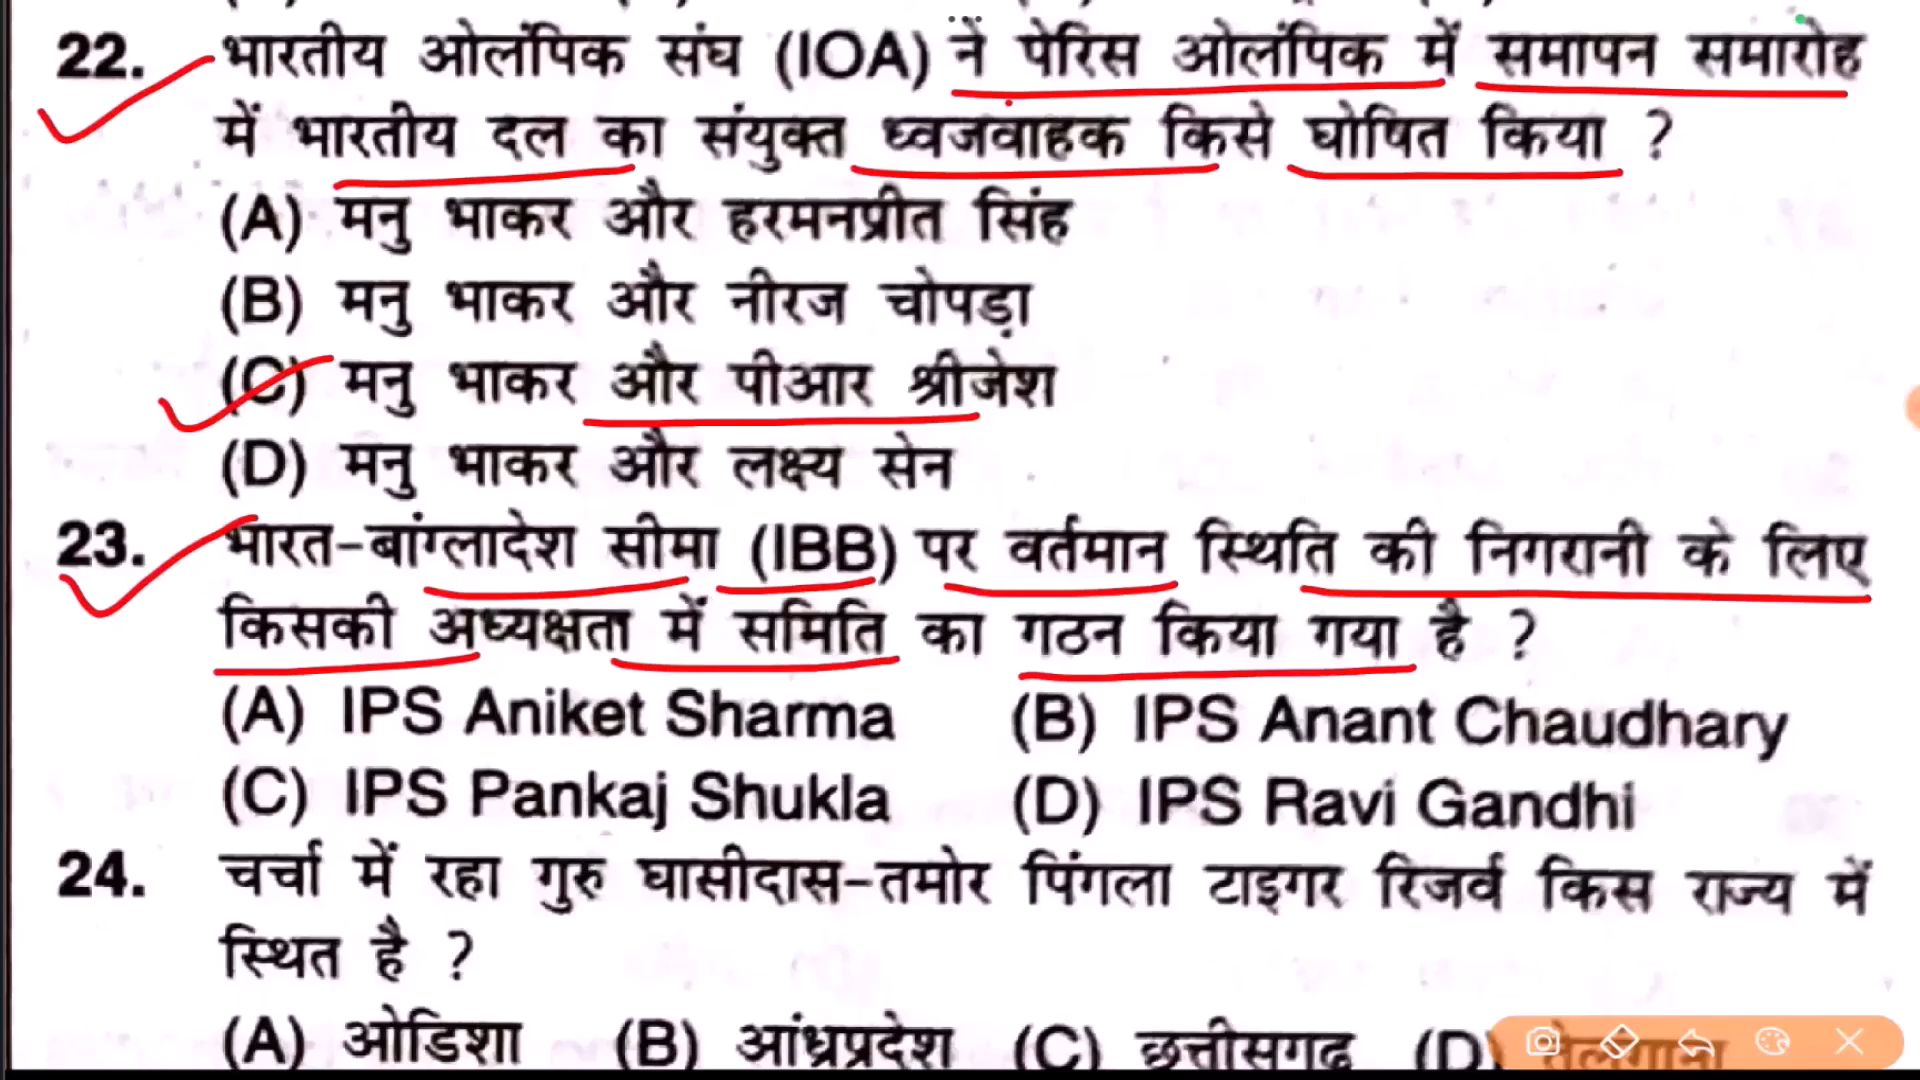 22. भारतीय ओलंपिक संघ (IOA) ने पेरिस ओलंपिक में समापन समारोह
में भारतीय दल का संयुक्त ध्वजवाहक किसे घोषित किया ?
(A) मनु भाकर और हरमनप्रीत सिंह
(B) मनु भाकर और नीरज चोपड़ा
(C) मनु भाकर और पीआर श्रीजेश
(D) मनु भाकर और लक्ष्य सेन
23. भारत-बांग्लादेश सीमा (IBB) पर वर्तमान स्थिति की निगरानी के लिए
किसकी अध्यक्षता में समिति का गठन किया गया है ?
(A) IPS Aniket Sharma (B) IPS Anant Chaudhary
(C) IPS Pankaj Shukla (D) IPS Ravi Gandhi
24. चर्चा में रहा गुरु घासीदास-तमोर पिंगला टाइगर रिजर्व किस राज्य में
स्थित है ?
(A) ओडिशा (B) आंध्रप्रदेश (C) छत्तीसगढ़ (D) तेलंगाना